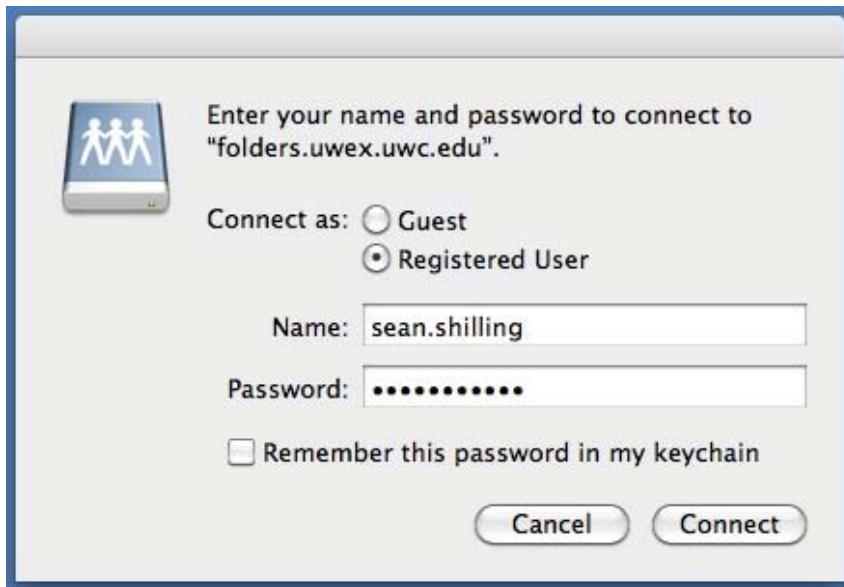 Enter your name and password to connect to
“folders.uwex.uwc.edu”.
Connect as: Guest
Registered User
Name: sean.shilling
Password: •••••••••••
Remember this password in my keychain
Cancel Connect